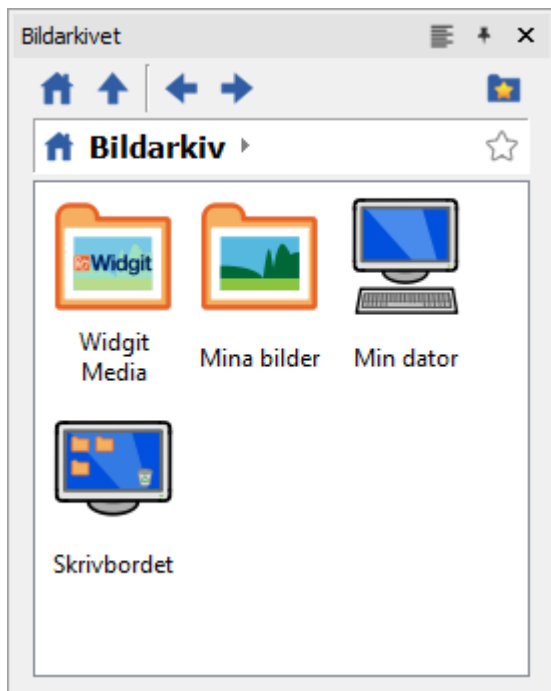 Bildarkivet
Bildarkiv
Widgit
Widgit
Media
Mina bilder
Min dator
Skrivbordet